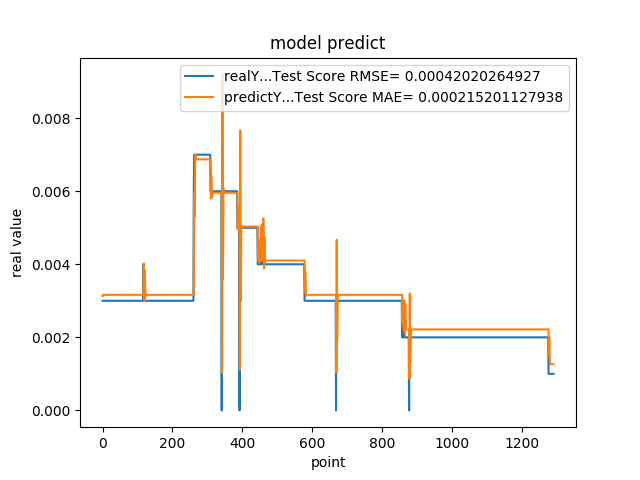 model predict
realY...Test Score RMSE= 0.00042020264927
predictY...Test Score MAE= 0.000215201127938
0.008
0.006
0.004
0.002
0.000
real value
0 200 400 600 800 1000 1200
point